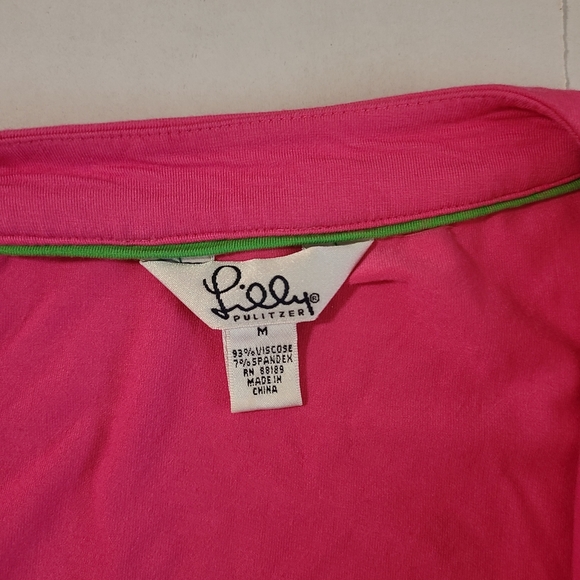 Lilly®
PULITZER
M
93% VISCOSE
7% SPANDEX
RN 88189
MADE IN
CHINA